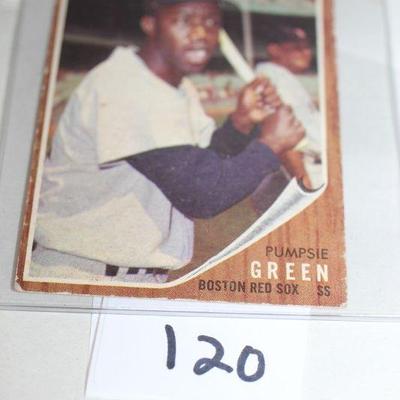 PUMPSIE
GREEN
BOSTON RED SOX SS
120